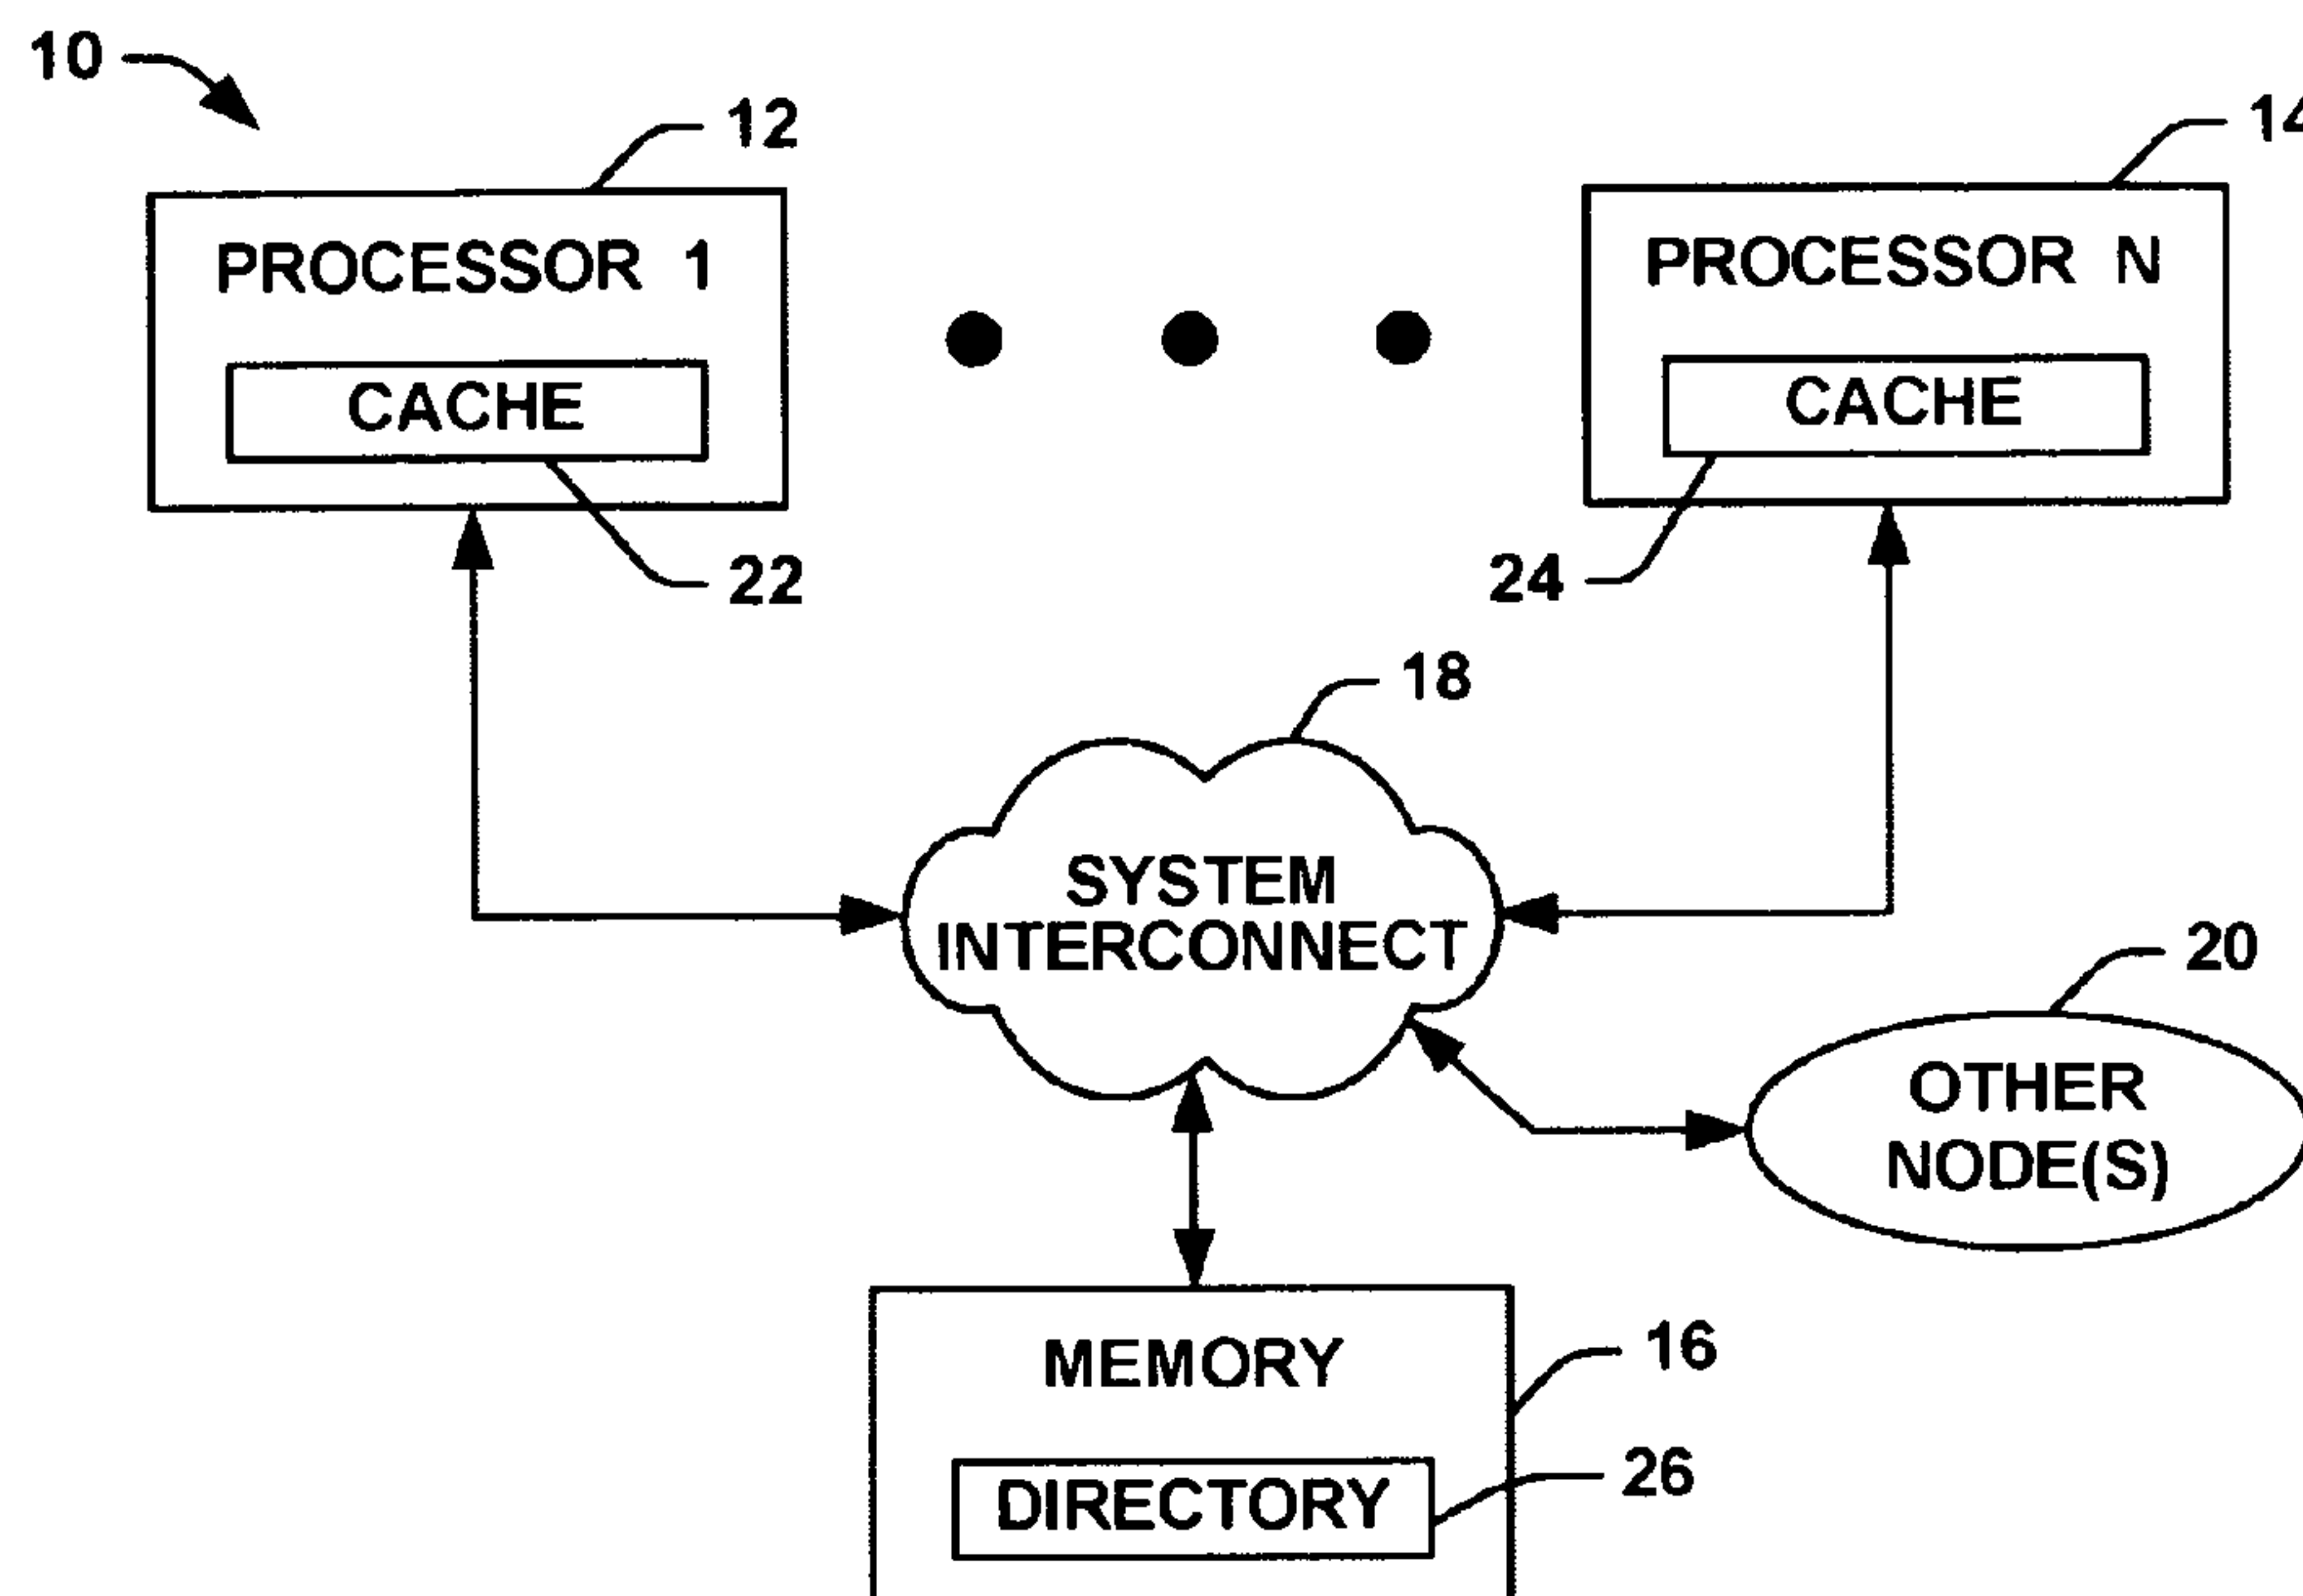 10
12
14
PROCESSOR 1
PROCESSOR N
CACHE
CACHE
22
24
18
SYSTEM
INTERCONNECT
20
OTHER
NODE(S)
MEMORY
16
DIRECTORY
26